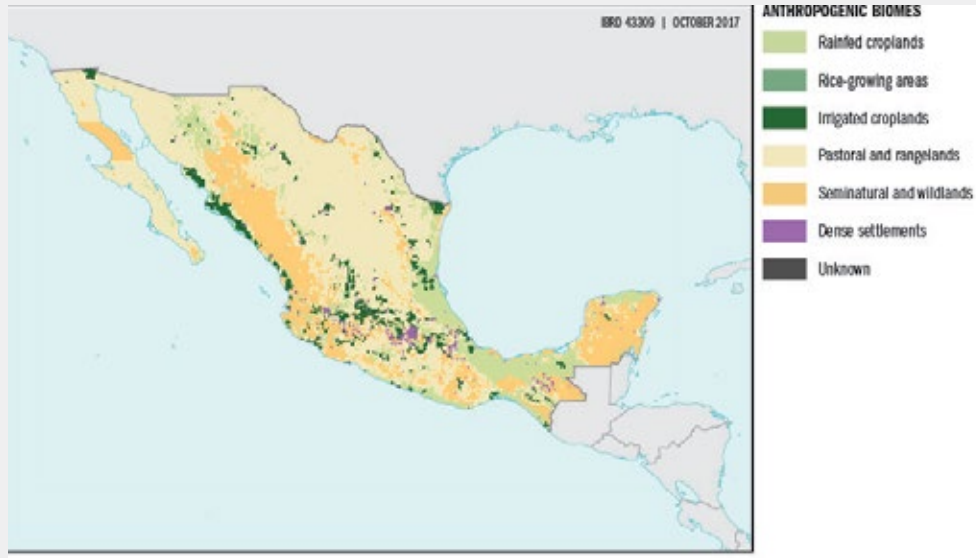 IBRD 43309 | OCTOBER 2017
ANTHROPOGENIC BIOMES
Rainfed croplands
Rice-growing areas
Irrigated croplands
Pastoral and rangelands
Seminatural and wildlands
Dense settlements
Unknown